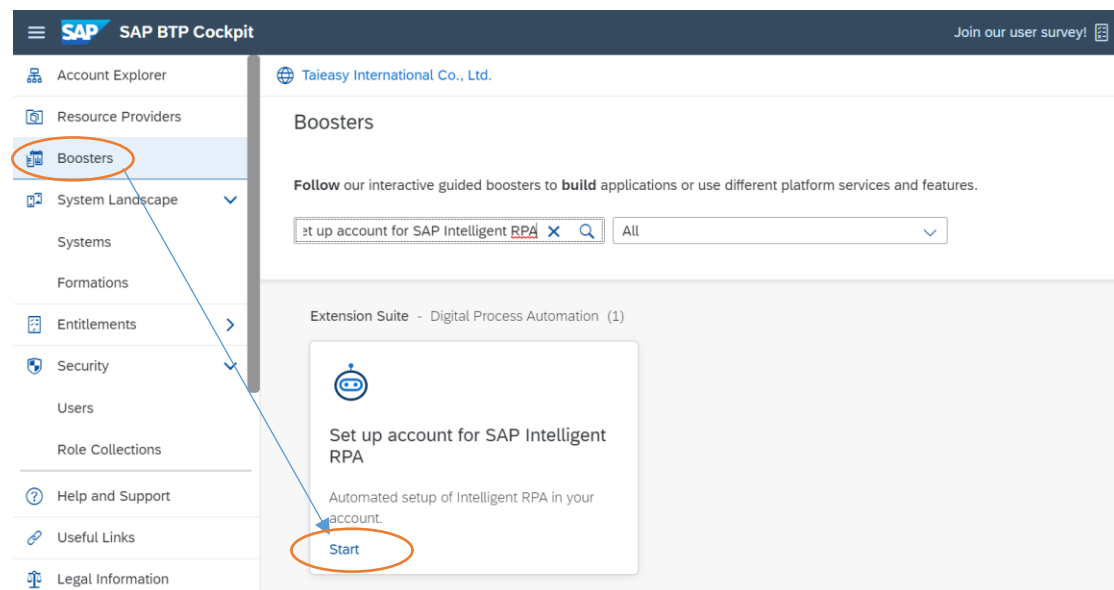 SAP SAP BTP Cockpit
Join our user survey!
Account Explorer
Resource Providers
Boosters
System Landscape
Systems
Formations
Entitlements
Security
Users
Role Collections
Help and Support
Useful Links
Legal Information
Taieasy International Co., Ltd.
Boosters
Follow our interactive guided boosters to build applications or use different platform services and features.
et up account for SAP Intelligent RPA
All
Extension Suite - Digital Process Automation (1)
Set up account for SAP Intelligent
RPA
Automated setup of Intelligent RPA in your
account.
Start